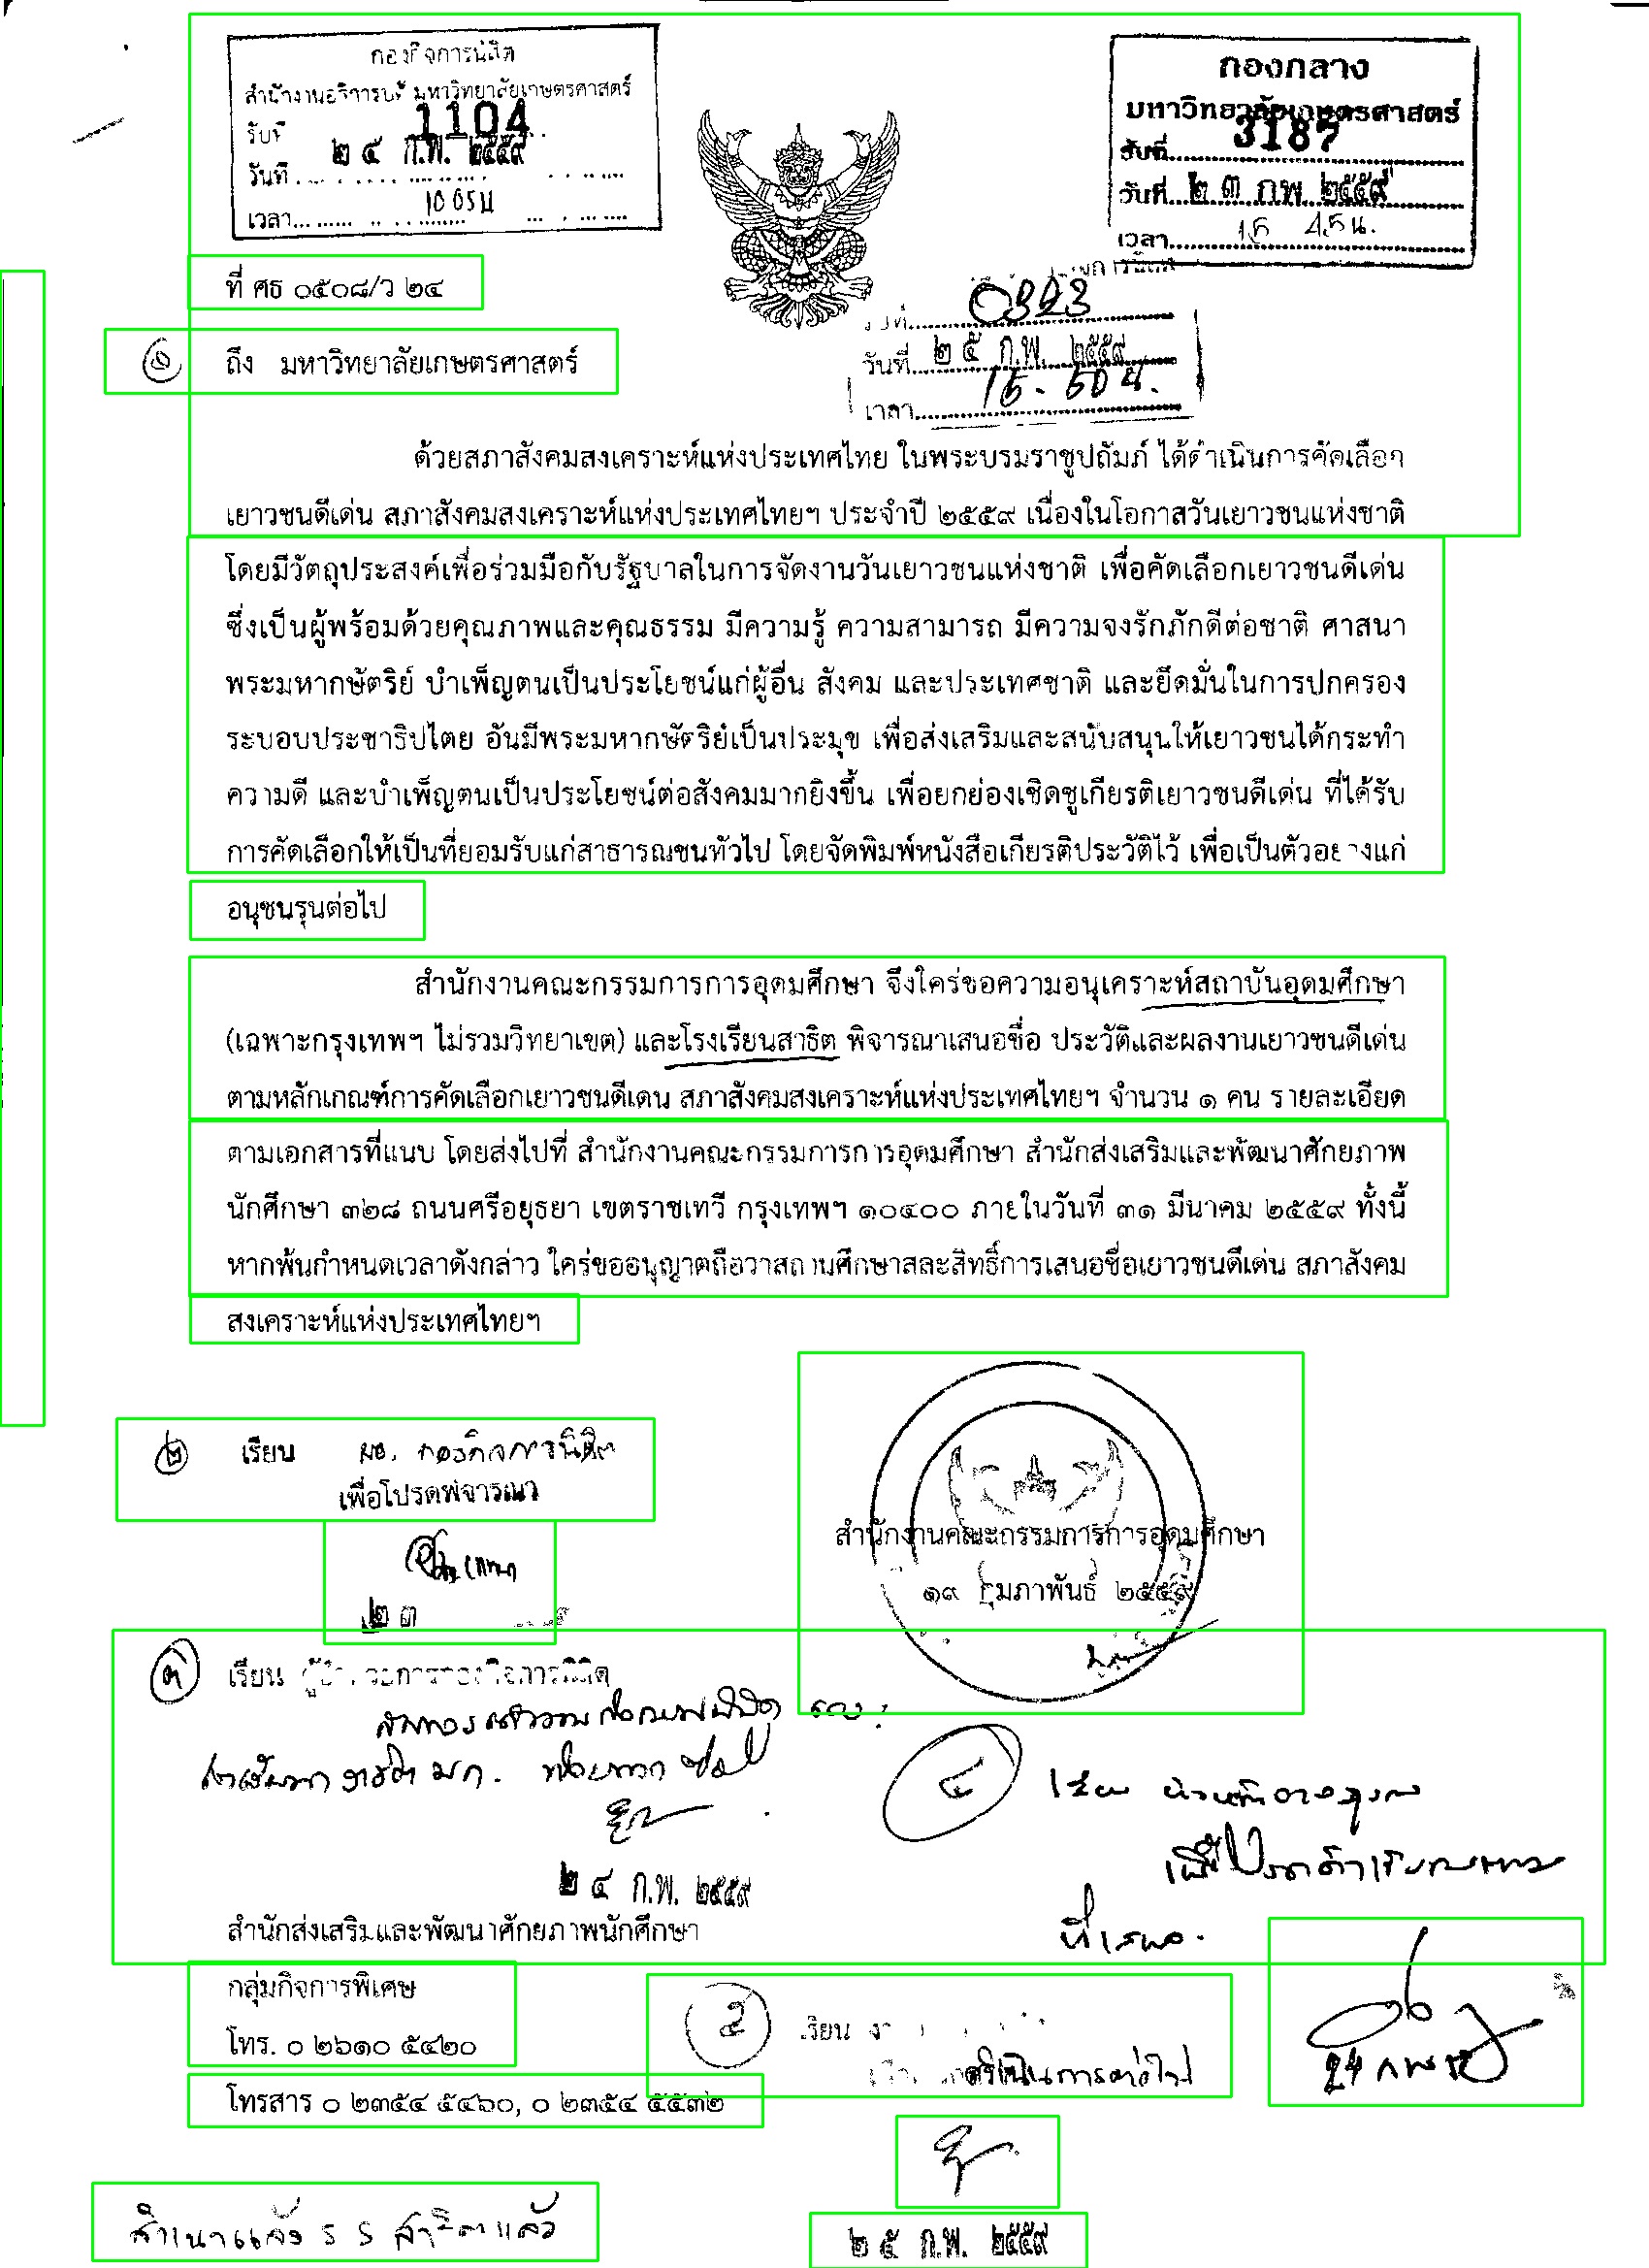 กองกิจการนิสิต
สำนักงานอธิการบดี มหาวิทยาลัยเกษตรศาสตร์
รับที่ 1104
วันที่ ๒๔ ก.พ. ๒๕๕๙
เวลา 10 05น
กองกลาง
มหาวิทยาลัยเกษตรศาสตร์
รับที่ 3187
วันที่ ๒๓ กพ ๒๕๕๙
เวลา 15 45น.
ที่ ศธ ๐๕๐๘/ว ๒๔
วันที่ ๒๕ ก.พ. ๒๕๕๙
เวลา
๑ ถึง มหาวิทยาลัยเกษตรศาสตร์
ด้วยสภาสังคมสงเคราะห์แห่งประเทศไทย ในพระบรมราชูปถัมภ์ ได้ดำเนินการคัดเลือก
เยาวชนดีเด่น สภาสังคมสงเคราะห์แห่งประเทศไทยฯ ประจำปี ๒๕๕๙ เนื่องในโอกาสวันเยาวชนแห่งชาติ
โดยมีวัตถุประสงค์เพื่อร่วมมือกับรัฐบาลในการจัดงานวันเยาวชนแห่งชาติ เพื่อคัดเลือกเยาวชนดีเด่น
ซึ่งเป็นผู้พร้อมด้วยคุณภาพและคุณธรรม มีความรู้ ความสามารถ มีความจงรักภักดีต่อชาติ ศาสนา
พระมหากษัตริย์ บำเพ็ญตนเป็นประโยชน์แก่ผู้อื่น สังคม และประเทศชาติ และยึดมั่นในการปกครอง
ระบอบประชาธิปไตย อันมีพระมหากษัตริย์เป็นประมุข เพื่อส่งเสริมและสนับสนุนให้เยาวชนได้กระทำ
ความดี และบำเพ็ญตนเป็นประโยชน์ต่อสังคมมากยิ่งขึ้น เพื่อยกย่องเชิดชูเกียรติเยาวชนดีเด่น ที่ได้รับ
การคัดเลือกให้เป็นที่ยอมรับแก่สาธารณชนทั่วไป โดยจัดพิมพ์หนังสือเกียรติประวัติไว้ เพื่อเป็นตัวอย่างแก่
อนุชนรุ่นต่อไป
สำนักงานคณะกรรมการการอุดมศึกษา จึงใคร่ขอความอนุเคราะห์สถาบันอุดมศึกษา
(เฉพาะกรุงเทพฯ ไม่รวมวิทยาเขต) และโรงเรียนสาธิต พิจารณาเสนอชื่อ ประวัติและผลงานเยาวชนดีเด่น
ตามหลักเกณฑ์การคัดเลือกเยาวชนดีเด่น สภาสังคมสงเคราะห์แห่งประเทศไทยฯ จำนวน ๑ คน รายละเอียด
ตามเอกสารที่แนบ โดยส่งไปที่ สำนักงานคณะกรรมการการอุดมศึกษา สำนักส่งเสริมและพัฒนาศักยภาพ
นักศึกษา ๓๒๘ ถนนศรีอยุธยา เขตราชเทวี กรุงเทพฯ ๑๐๔๐๐ ภายในวันที่ ๓๑ มีนาคม ๒๕๕๙ ทั้งนี้
หากพ้นกำหนดเวลาดังกล่าว ใคร่ขออนุญาตถือว่าสถานศึกษาสละสิทธิ์การเสนอชื่อเยาวชนดีเด่น สภาสังคม
สงเคราะห์แห่งประเทศไทยฯ
๒ เรียน ผอ. กองกิจการนิสิต
เพื่อโปรดพิจารณา
๒๓
สำนักงานคณะกรรมการการอุดมศึกษา
๑๙ กุมภาพันธ์ ๒๕๕๙
๓ เรียน ผู้อำนวยการกองกิจการนิสิต
๔ เรียน
๒๔ ก.พ. ๒๕๕๙
ที่เสนอ
สำนักส่งเสริมและพัฒนาศักยภาพนักศึกษา
กลุ่มกิจการพิเศษ
โทร. ๐ ๒๖๑๐ ๕๔๒๐
โทรสาร ๐ ๒๓๕๔ ๕๔๖๐, ๐ ๒๓๕๔ ๕๕๓๒
๕ เรียน
ดำเนินการต่อไป
สำเนาแจ้ง ร ร สาธิตแล้ว
๒๕ ก.พ. ๒๕๕๙